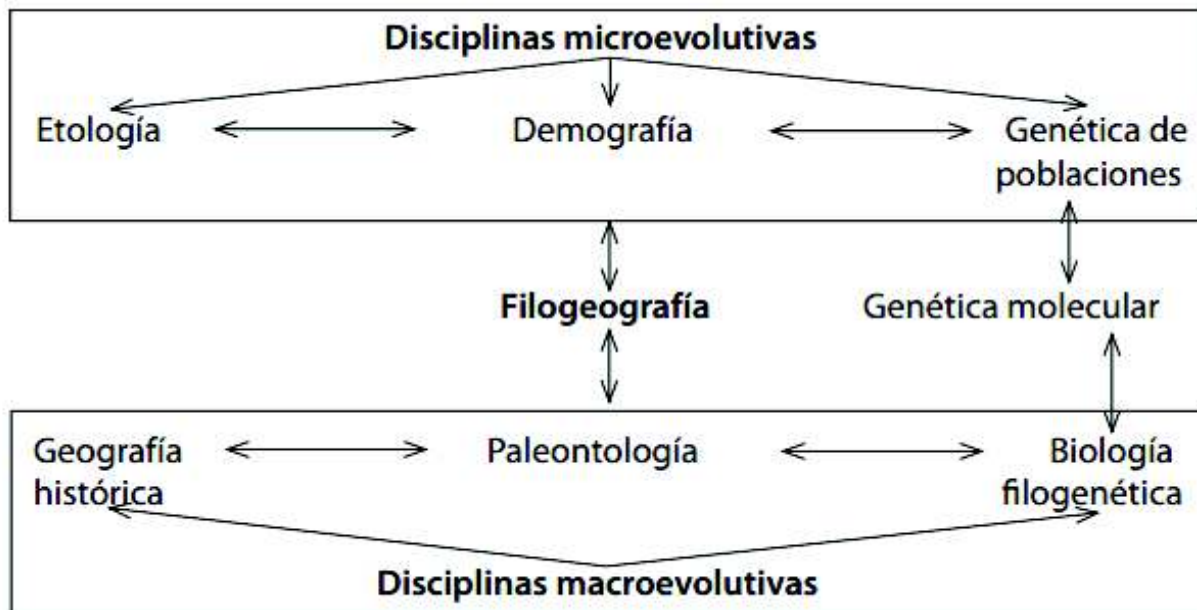 Disciplinas microevolutivas
Etología
Demografía
Genética de
poblaciones
Filogeografía
Genética molecular
Geografía
histórica
Paleontología
Biología
filogenética
Disciplinas macroevolutivas